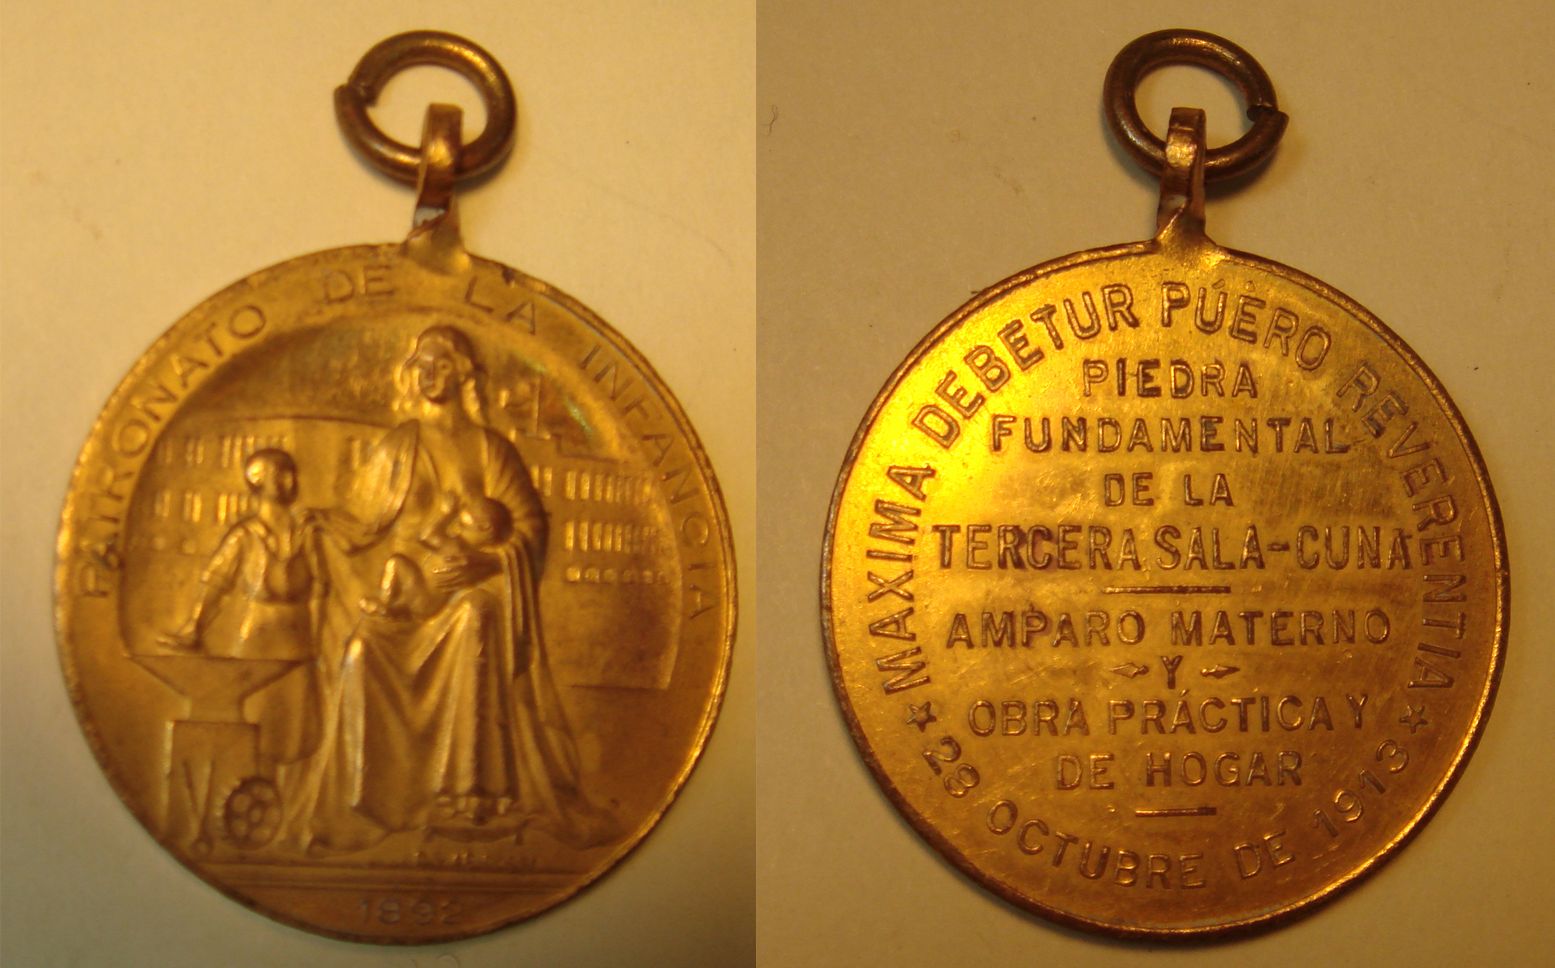 PATRONATO DE LA INFANCIA
1892
MAXIMA DEBETUR PÚERO REVERENTIA
PIEDRA
FUNDAMENTAL
DE LA
TERCERA SALA-CUNA
AMPARO MATERNO
Y
OBRA PRÁCTICA Y
DE HOGAR
28 OCTUBRE DE 1913